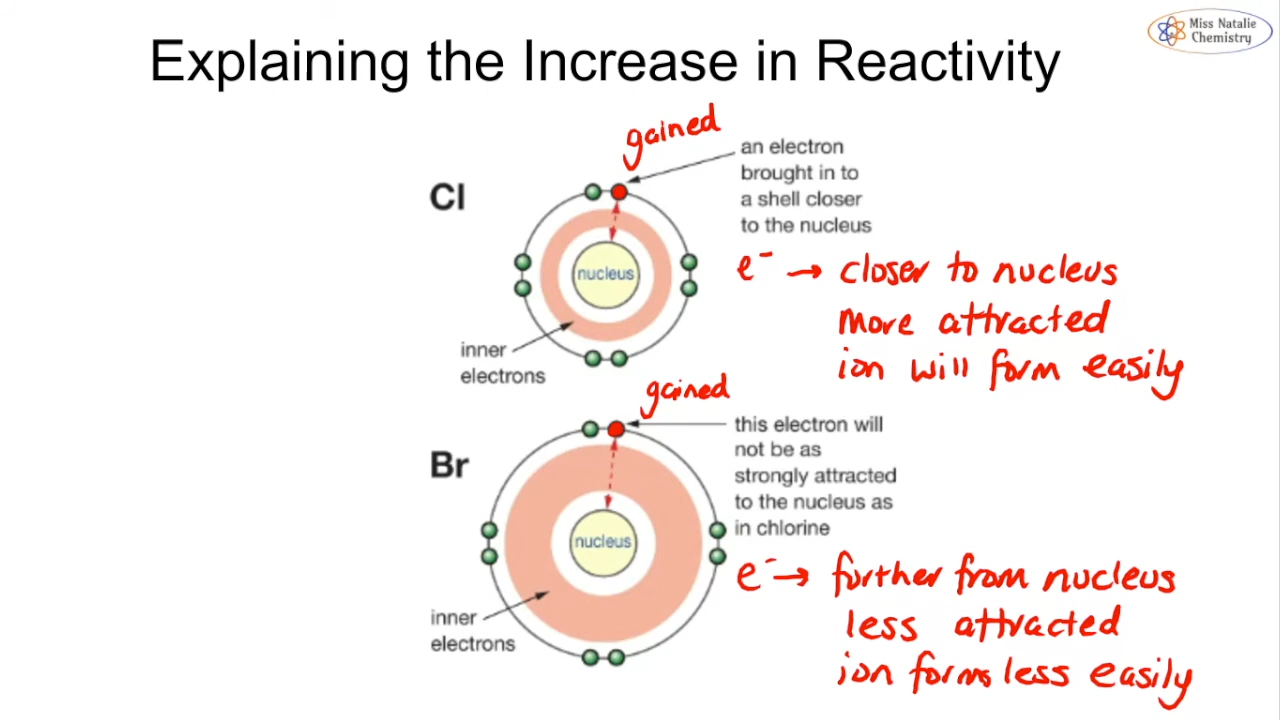 Explaining the Increase in Reactivity
Miss Natalie
Chemistry
gained
an electron
brought in to
a shell closer
to the nucleus
Cl
nucleus
e⁻ → closer to nucleus
more attracted
ion will form easily
inner
electrons
gained
this electron will
not be as
strongly attracted
to the nucleus as
in chlorine
Br
nucleus
e⁻ → further from nucleus
less attracted
ion forms less easily
inner
electrons